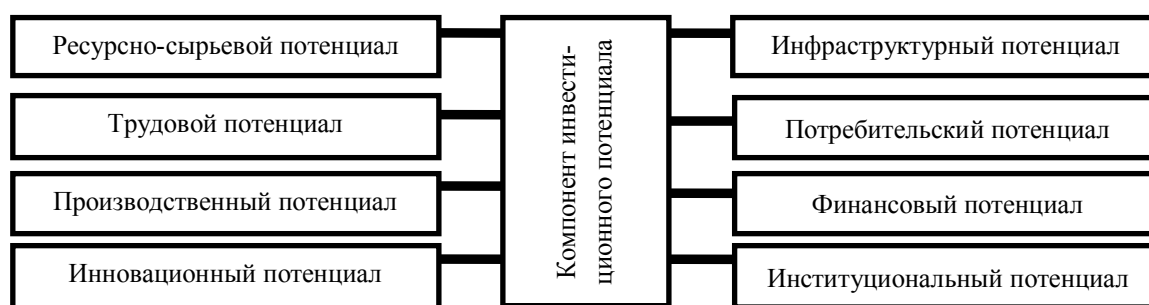 Ресурсно-сырьевой потенциал
Трудовой потенциал
Производственный потенциал
Инновационный потенциал
Компонент инвести-
ционного потенциала
Инфраструктурный потенциал
Потребительский потенциал
Финансовый потенциал
Институциональный потенциал